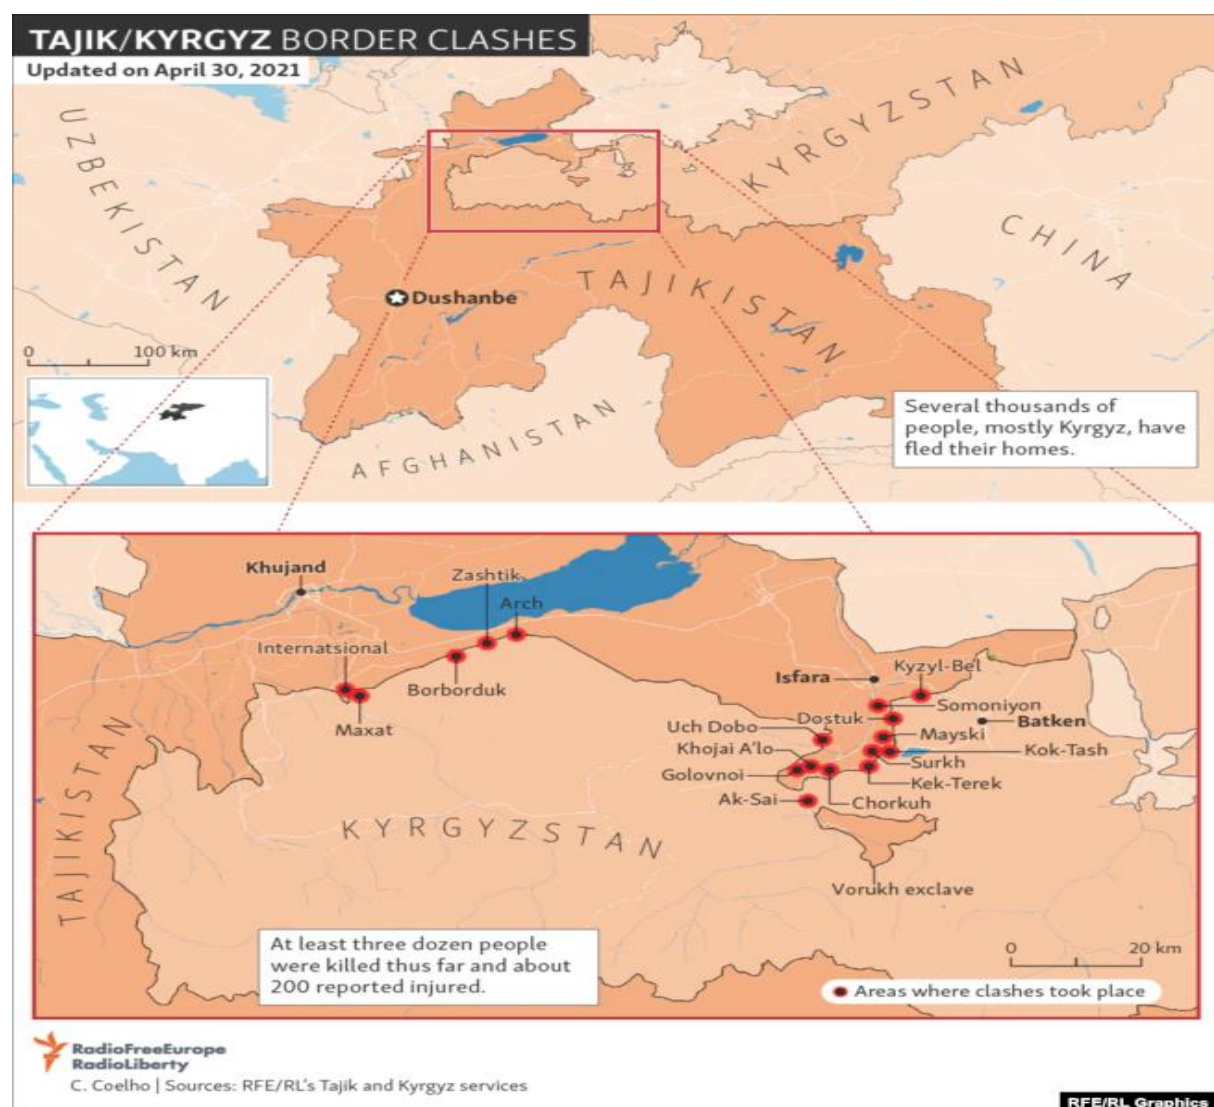 TAJIK/KYRGYZ BORDER CLASHES
Updated on April 30, 2021
UZBEKISTAN
KYRGYZSTAN
CHINA
TAJIKISTAN
Dushanbe
0 100 km
AFGHANISTAN
Several thousands of
people, mostly Kyrgyz, have
fled their homes.
Khujand
Zashtik
Arch
Internatsional
Borborduk
Maxat
Isfara
Kyzyl-Bel
Somoniyon
Dostuk
Batken
Uch Dobo
Mayski
Khojai A'lo
Kok-Tash
Surkh
Golovnoi
Kek-Terek
Ak-Sai
Chorkuh
TAJIKISTAN
KYRGYZSTAN
Vorukh exclave
At least three dozen people
were killed thus far and about
200 reported injured.
0 20 km
Areas where clashes took place
RadioFreeEurope
RadioLiberty
C. Coelho | Sources: RFE/RL's Tajik and Kyrgyz services
RFE/RL Graphics